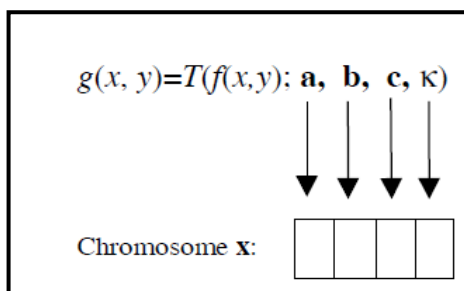 g(x, y)=T(f(x,y); a, b, c, κ)
Chromosome x: